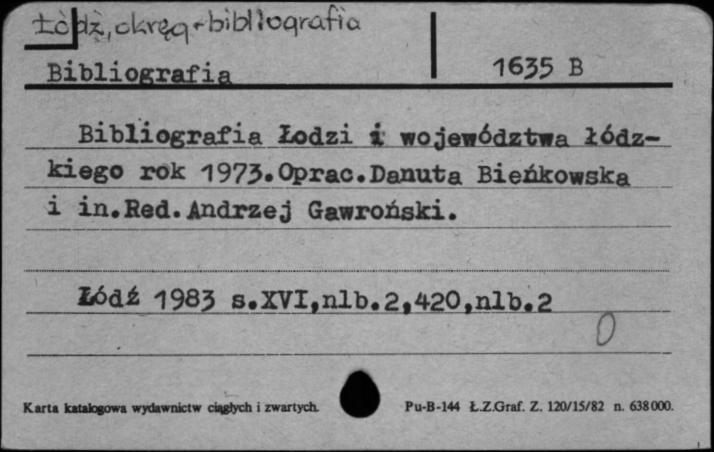 Łódź, okręg - bibliografia
Bibliografia 1635 B
Bibliografia Łodzi i województwa łódz-
kiego rok 1973.Oprac.Danuta Bieńkowska
i in.Red.Andrzej Gawroński.
Łódź 1983 s.XVI,nlb.2,420,nlb.2
0
Karta katalogowa wydawnictw ciągłych i zwartych. Pu-B-144 Ł.Z.Graf. Z. 120/15/82 n. 638000.